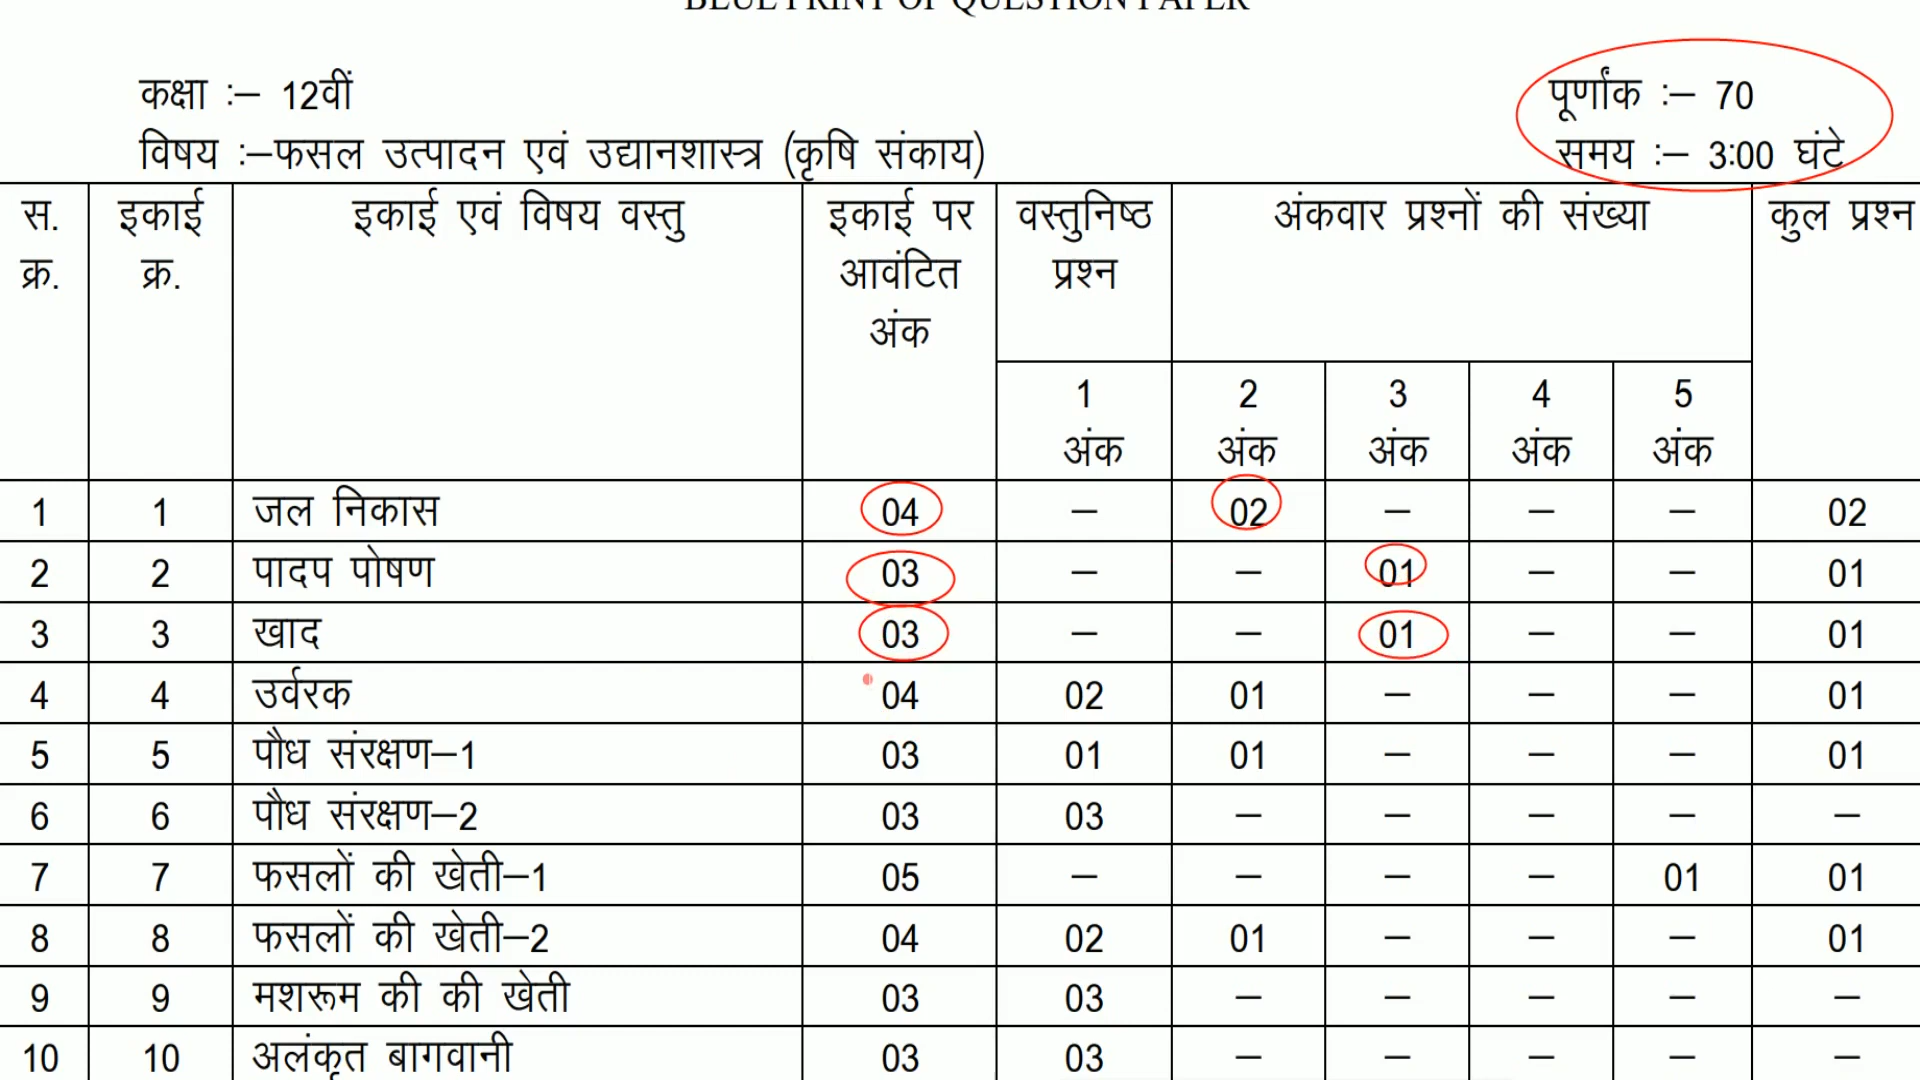 BLUE PRINT OF QUESTION PAPER
कक्षा :– 12वीं पूर्णांक :– 70
विषय :–फसल उत्पादन एवं उद्यानशास्त्र (कृषि संकाय) समय :– 3:00 घंटे
स. क्र. इकाई क्र. इकाई एवं विषय वस्तु इकाई पर आवंटित अंक वस्तुनिष्ठ प्रश्न अंकवार प्रश्नों की संख्या कुल प्रश्न
1 अंक 2 अंक 3 अंक 4 अंक 5 अंक
1 1 जल निकास 04 – 02 – – – 02
2 2 पादप पोषण 03 – – 01 – – 01
3 3 खाद 03 – – 01 – – 01
4 4 उर्वरक 04 02 01 – – – 01
5 5 पौध संरक्षण–1 03 01 01 – – – 01
6 6 पौध संरक्षण–2 03 03 – – – – –
7 7 फसलों की खेती–1 05 – – – – 01 01
8 8 फसलों की खेती–2 04 02 01 – – – 01
9 9 मशरूम की की खेती 03 03 – – – – –
10 10 अलंकृत बागवानी 03 03 – – – – –